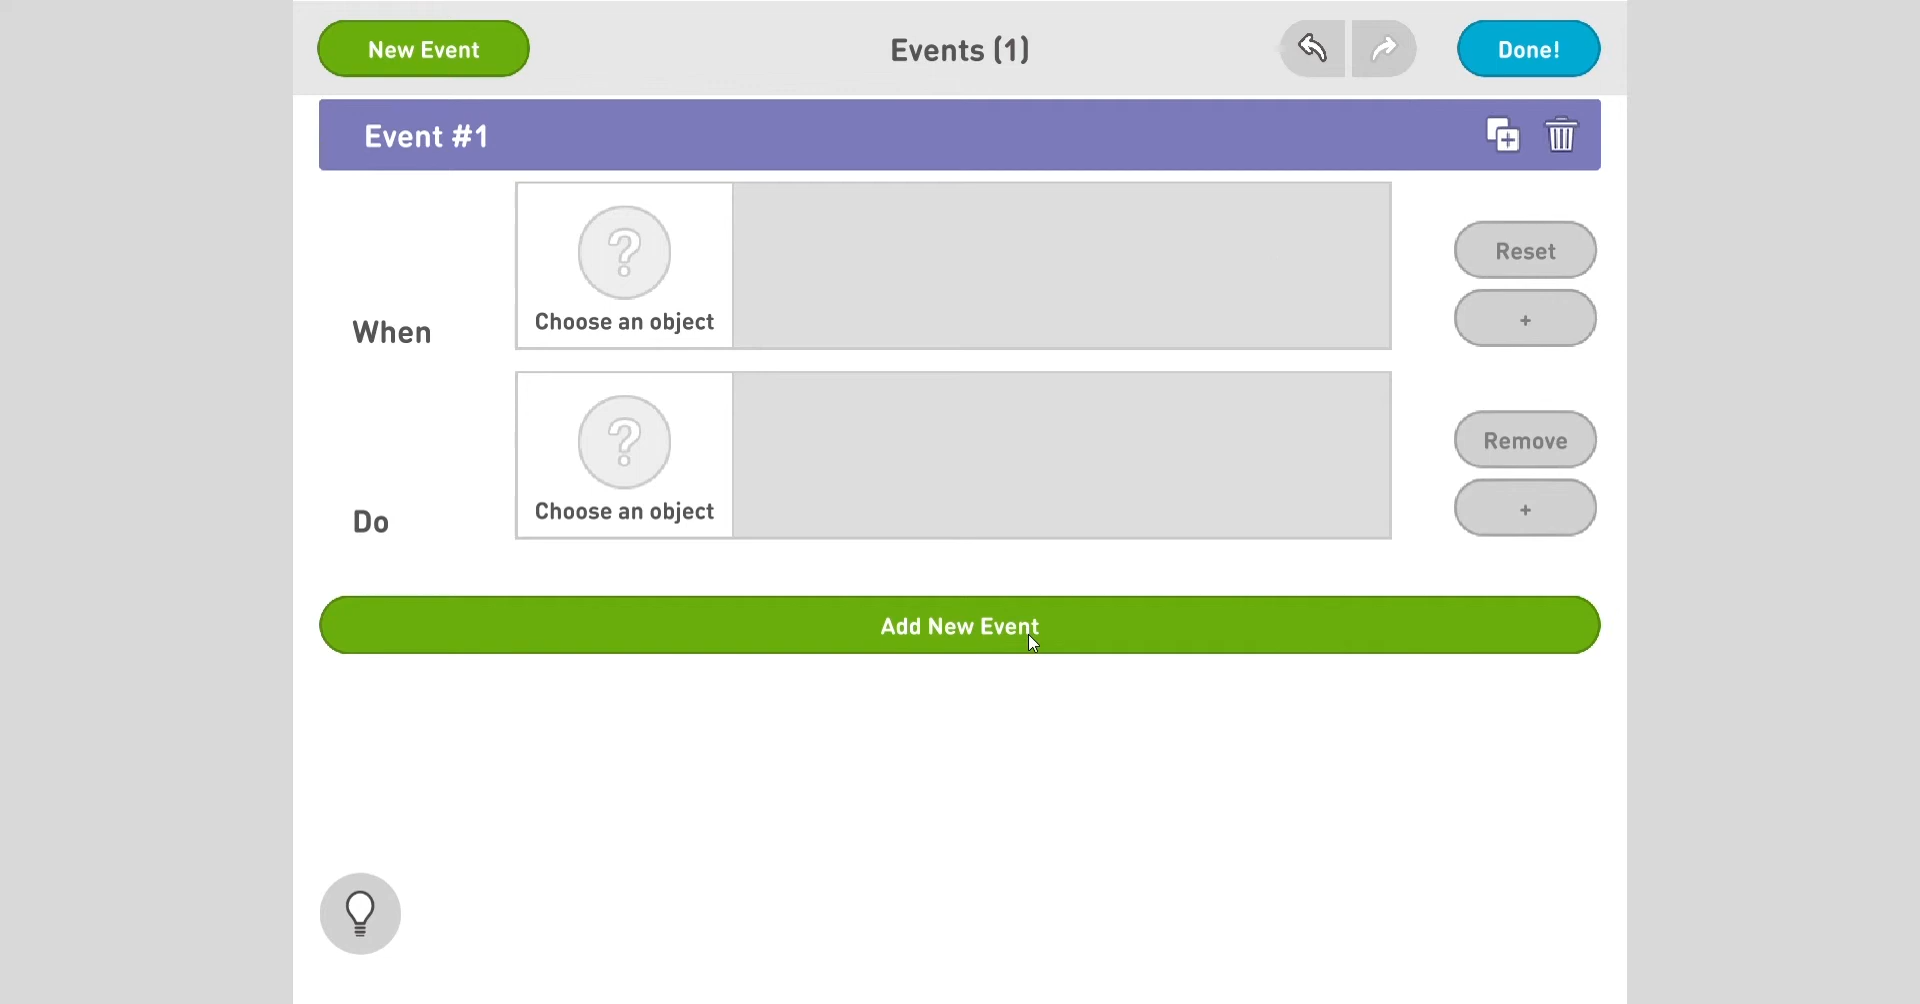 New Event
Events (1)
Done!
Event #1
When
?
Choose an object
Reset
+
Do
?
Choose an object
Remove
+
Add New Event